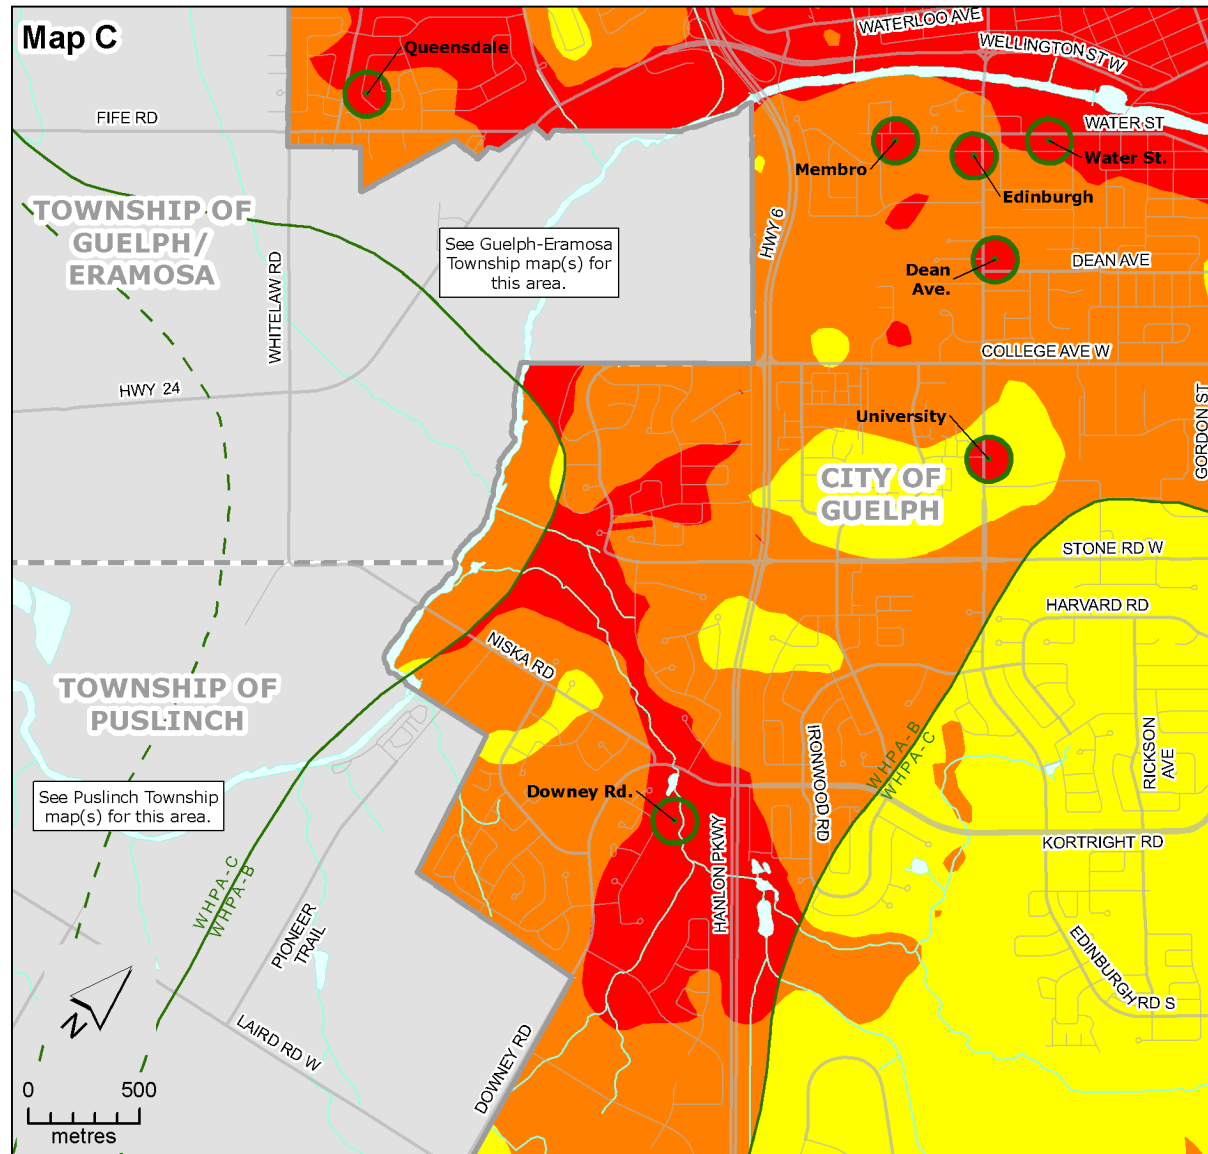 Map C
Queensdale
WATERLOO AVE
WELLINGTON ST W
FIFE RD
WATER ST
Membro
Water St.
Edinburgh
TOWNSHIP OF
GUELPH/
ERAMOSA
See Guelph-Eramosa
Township map(s) for
this area.
HWY 6
WHITELAW RD
Dean
Ave.
DEAN AVE
COLLEGE AVE W
HWY 24
University
GORDON ST
CITY OF
GUELPH
STONE RD W
HARVARD RD
NISKA RD
TOWNSHIP OF
PUSLINCH
IRONWOOD RD
WHPA-B
WHPA-C
RICKSON
AVE
See Puslinch Township
map(s) for this area.
Downey Rd.
KORTRIGHT RD
HANLON PKWY
WHPA-C
WHPA-B
PIONEER
TRAIL
EDINBURGH RD S
N
LAIRD RD W
DOWNEY RD
0 500
metres